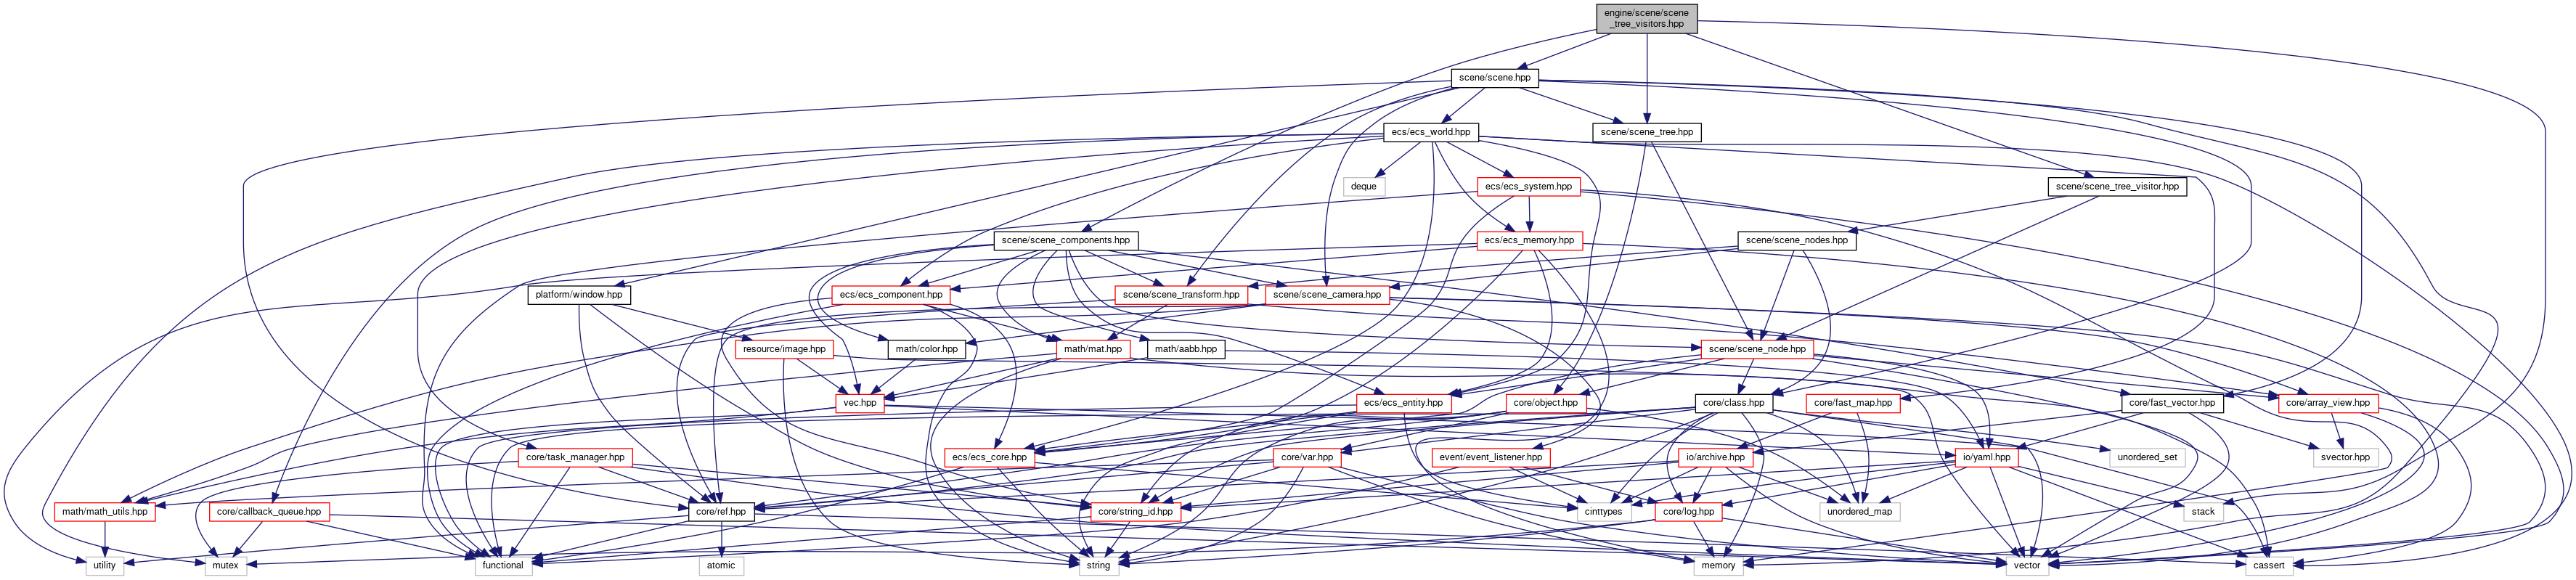 engine/scene/scene
_tree_visitors.hpp
scene/scene.hpp
ecs/ecs_world.hpp
scene/scene_tree.hpp
deque
ecs/ecs_system.hpp
scene/scene_tree_visitor.hpp
scene/scene_components.hpp
ecs/ecs_memory.hpp
scene/scene_nodes.hpp
platform/window.hpp
ecs/ecs_component.hpp
scene/scene_transform.hpp
scene/scene_camera.hpp
resource/image.hpp
math/color.hpp
math/mat.hpp
math/aabb.hpp
scene/scene_node.hpp
vec.hpp
ecs/ecs_entity.hpp
core/object.hpp
core/class.hpp
core/fast_map.hpp
core/fast_vector.hpp
core/array_view.hpp
core/task_manager.hpp
ecs/ecs_core.hpp
core/var.hpp
event/event_listener.hpp
io/archive.hpp
io/yaml.hpp
unordered_set
svector.hpp
math/math_utils.hpp
core/callback_queue.hpp
core/ref.hpp
core/string_id.hpp
cinttypes
core/log.hpp
unordered_map
stack
utility
mutex
functional
atomic
string
memory
vector
cassert